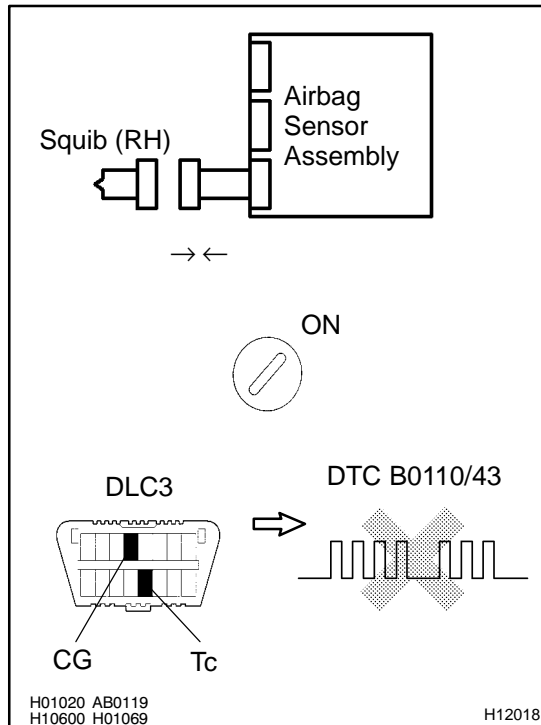 Airbag
Sensor
Assembly
Squib (RH)
ON
DTC B0110/43
DLC3
CG
Tc
H01020 AB0119
H10600 H01069
H12018